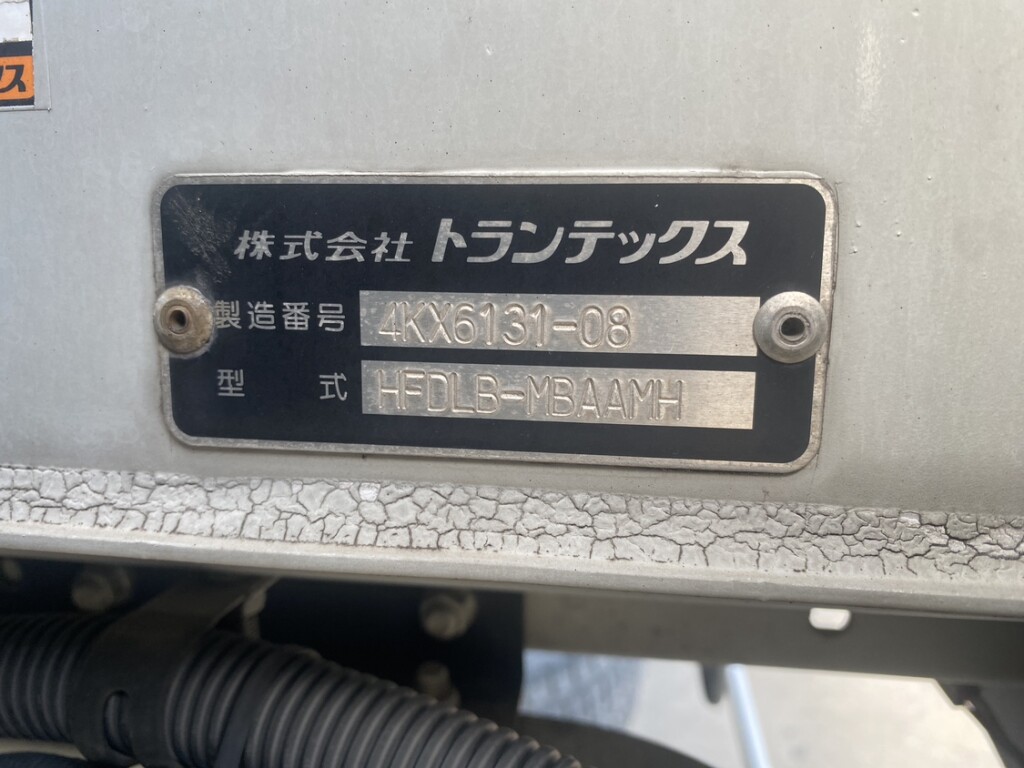 ス
株式会社 トランテックス
製造番号 4KX6131-08
型式 HFDLB-MBAAMH